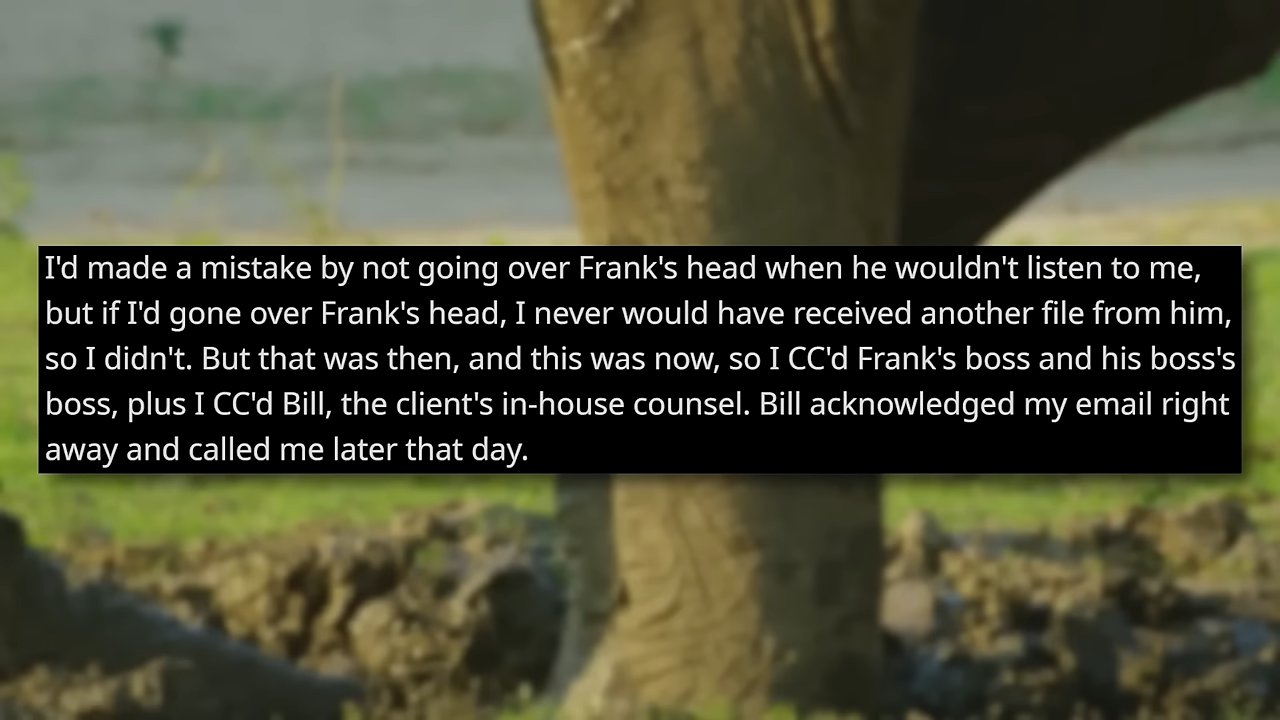 I'd made a mistake by not going over Frank's head when he wouldn't listen to me,
but if I'd gone over Frank's head, I never would have received another file from him,
so I didn't. But that was then, and this was now, so I CC'd Frank's boss and his boss's
boss, plus I CC'd Bill, the client's in-house counsel. Bill acknowledged my email right
away and called me later that day.